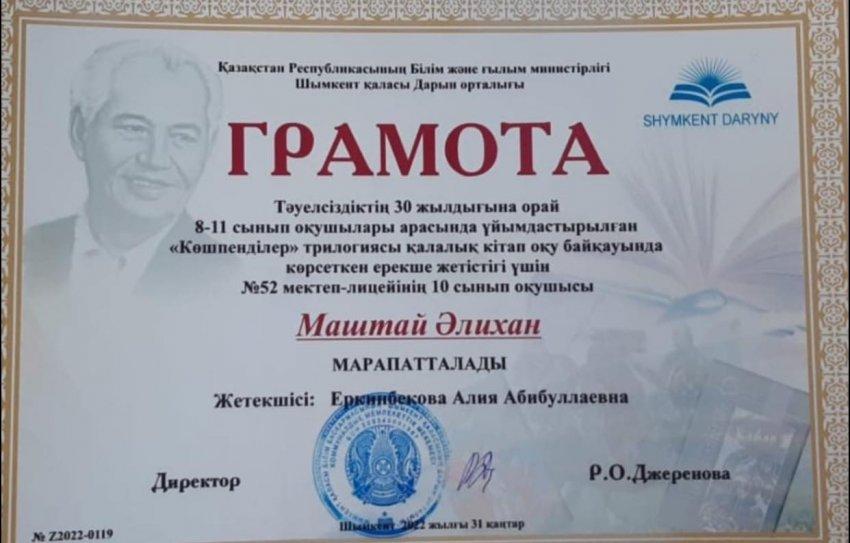 Қазақстан Республикасының Білім және ғылым министірлігі
Шымкент қаласы Дарын орталығы
SHYMKENT DARYNY
ГРАМОТА
Тәуелсіздіктің 30 жылдығына орай
8-11 сынып оқушылары арасында ұйымдастырылған
«Көшпенділер» трилогиясы қалалық кітап оқу байқауында
көрсеткен ерекше жетістігі үшін
№52 мектеп-лицейінің 10 сынып оқушысы
Маштай Әлихан
МАРАПАТТАЛАДЫ
Жетекшісі: Еркинбекова Алия Абибуллаевна
Директор
Р.О.Джеренова
№ Z2022-0119
Шымкент 2022 жылғы 31 қаңтар